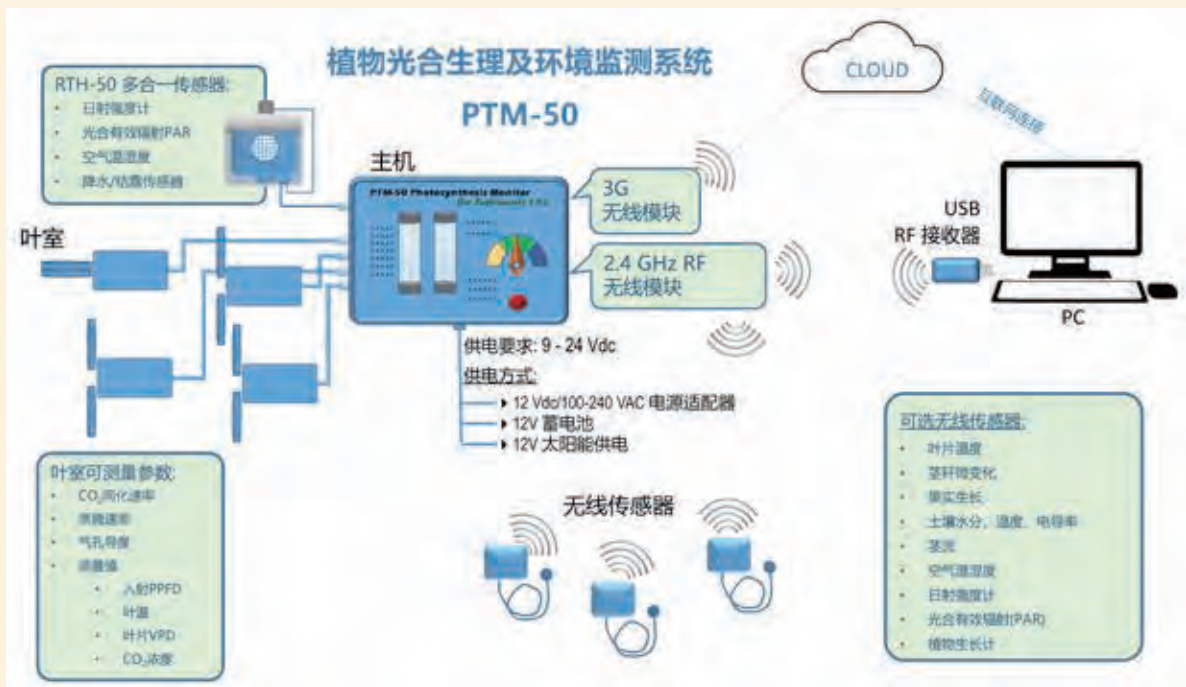 植物光合生理及环境监测系统
PTM-50
RTH-50 多合一传感器:
• 日射强度计
• 光合有效辐射PAR
• 空气温湿度
• 降水/结露传感器
CLOUD
互联网连接
主机
PTM-50 Photosynthesis Monitor
3G
无线模块
2.4 GHz RF
无线模块
USB
RF 接收器
PC
叶室
供电要求: 9 - 24 Vdc
供电方式:
12 Vdc/100-240 VAC 电源适配器
12V 蓄电池
12V 太阳能供电
叶室可测量参数:
• CO₂同化速率
• 蒸腾速率
• 气孔导度
• 测量值
• 入射PPFD
• 叶温
• 叶片VPD
• CO₂浓度
无线传感器
可选无线传感器:
• 叶片温度
• 茎秆微变化
• 果实生长
• 土壤水分，温度，电导率
• 茎流
• 空气温湿度
• 日射强度计
• 光合有效辐射(PAR)
• 植物生长计